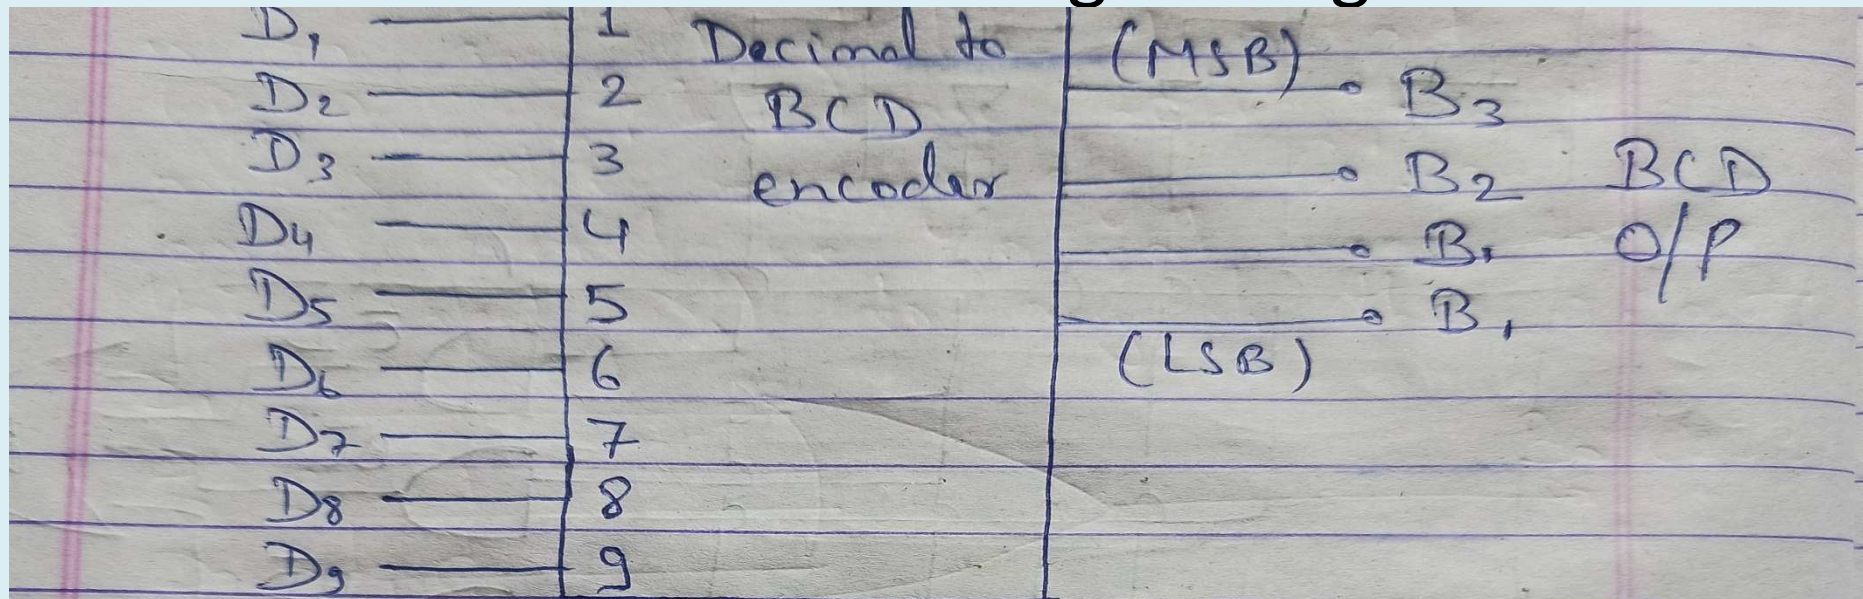 D1 1 Decimal to (MSB)
D2 2 BCD B3
D3 3 encoder B2 BCD
D4 4 B1 O/P
D5 5 B1
D6 6 (LSB)
D7 7
D8 8
D9 9